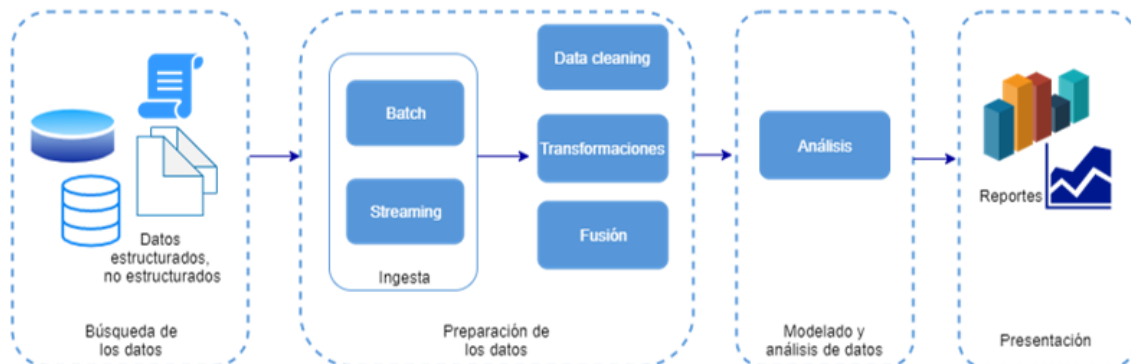 Datos
estructurados,
no estructurados
Búsqueda de
los datos
Batch
Streaming
Ingesta
Data cleaning
Transformaciones
Fusión
Preparación de
los datos
Análisis
Modelado y
análisis de datos
Reportes
Presentación